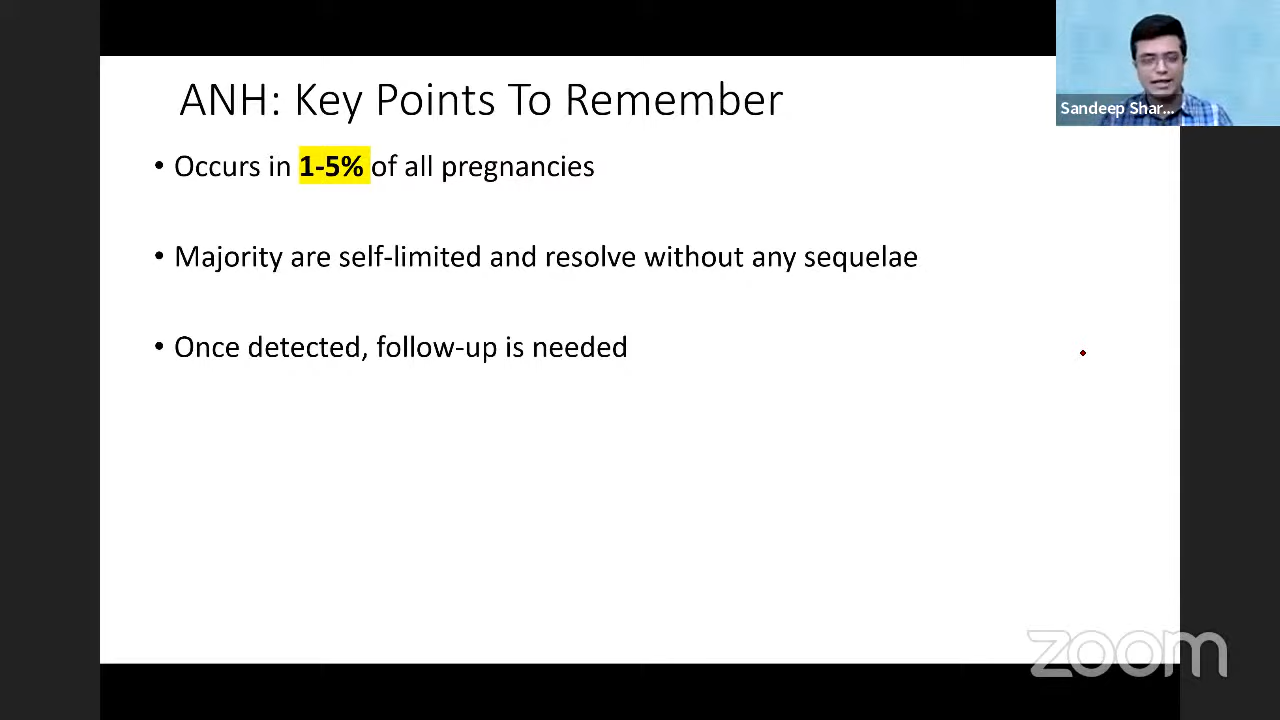 ANH: Key Points To Remember
Sandeep Shar...
• Occurs in 1-5% of all pregnancies
• Majority are self-limited and resolve without any sequelae
• Once detected, follow-up is needed
zoom